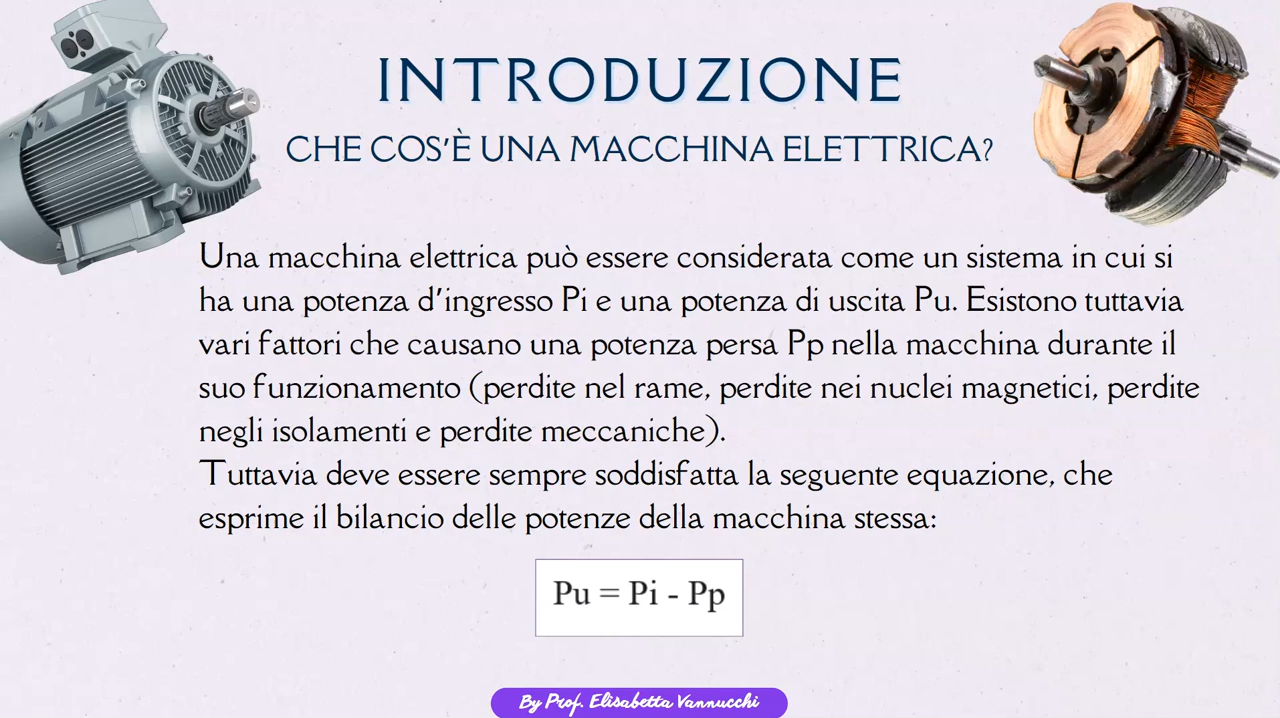 INTRODUZIONE
CHE COS'È UNA MACCHINA ELETTRICA?
Una macchina elettrica può essere considerata come un sistema in cui si
ha una potenza d'ingresso Pi e una potenza di uscita Pu. Esistono tuttavia
vari fattori che causano una potenza persa Pp nella macchina durante il
suo funzionamento (perdite nel rame, perdite nei nuclei magnetici, perdite
negli isolamenti e perdite meccaniche).
Tuttavia deve essere sempre soddisfatta la seguente equazione, che
esprime il bilancio delle potenze della macchina stessa:
Pu = Pi - Pp
By Prof. Elisabetta Vannucchi